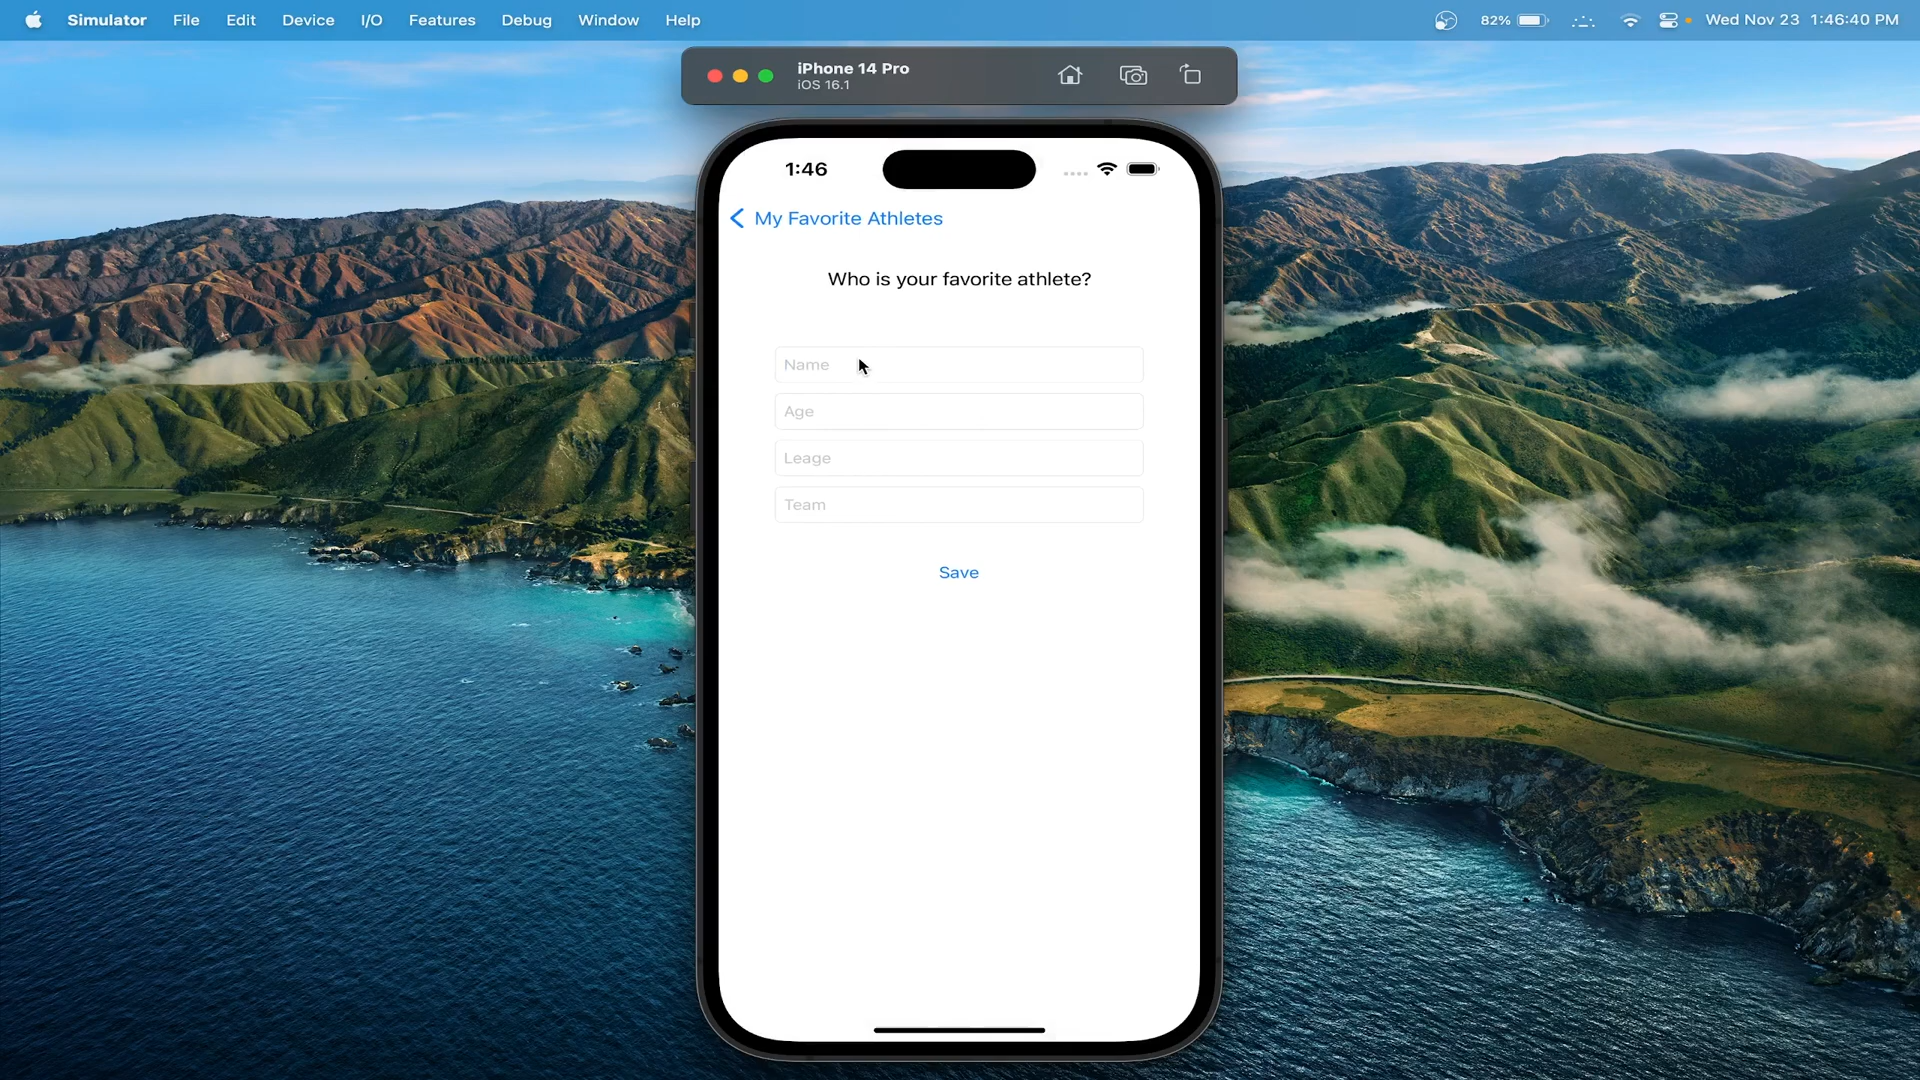 Simulator File Edit Device I/O Features Debug Window Help 82% Wed Nov 23 1:46:40 PM
iPhone 14 Pro
iOS 16.1
1:46
My Favorite Athletes
Who is your favorite athlete?
Name
Age
Leage
Team
Save